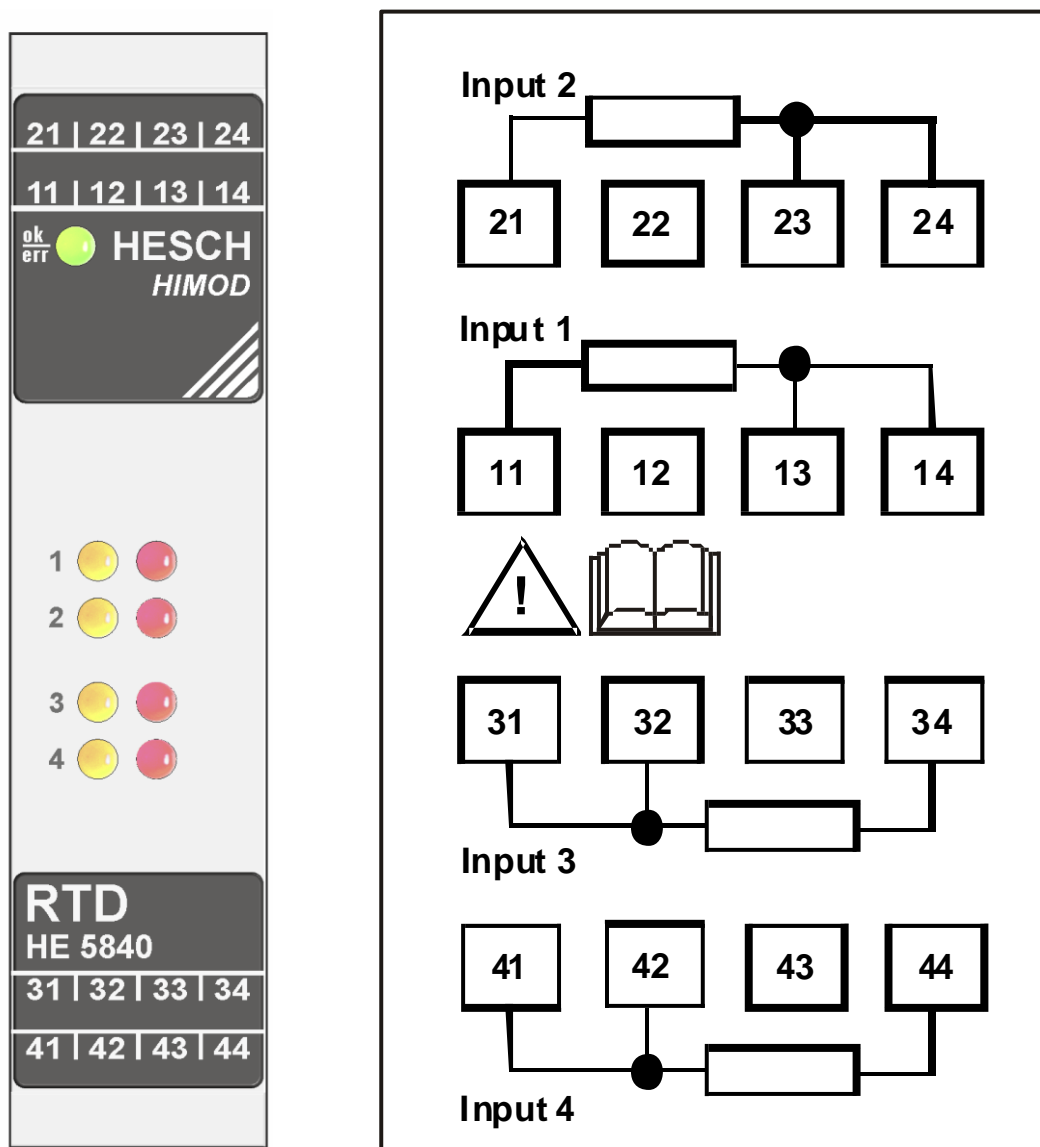 21 | 22 | 23 | 24
11 | 12 | 13 | 14
ok
err
HESCH
HIMOD
1
2
3
4
RTD
HE 5840
31 | 32 | 33 | 34
41 | 42 | 43 | 44
Input 2
21 22 23 24
Input 1
11 12 13 14
!
31 32 33 34
Input 3
41 42 43 44
Input 4